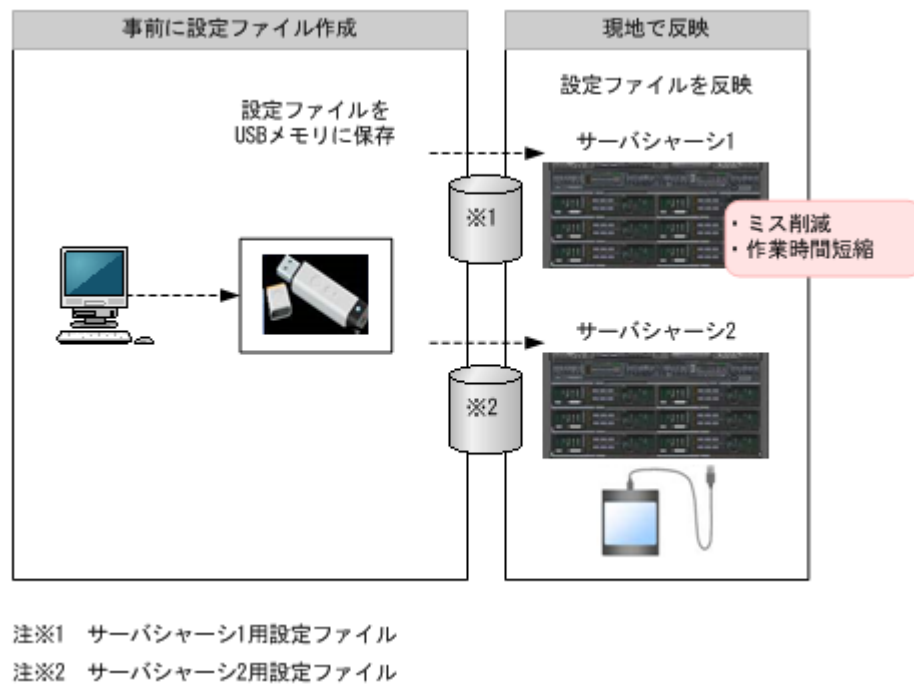 事前に設定ファイル作成
現地で反映
設定ファイルを
USBメモリに保存
設定ファイルを反映
サーバシャーシ1
※1
・ミス削減
・作業時間短縮
サーバシャーシ2
※2
注※1 サーバシャーシ1用設定ファイル
注※2 サーバシャーシ2用設定ファイル